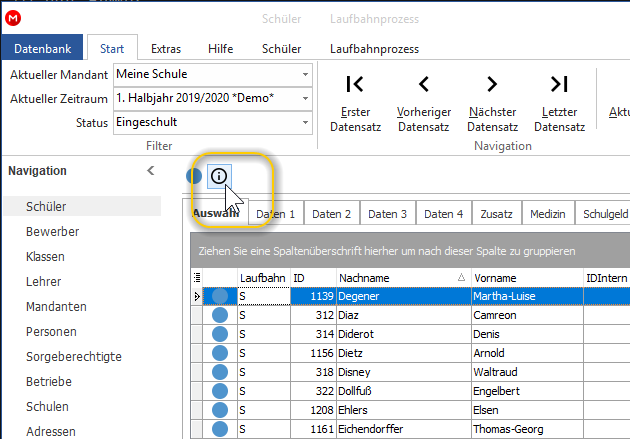 M
Schüler Laufbahnprozess
Datenbank Start Extras Hilfe Schüler Laufbahnprozess
Aktueller Mandant Meine Schule
Aktueller Zeitraum 1. Halbjahr 2019/2020 *Demo*
Status Eingeschult
Filter
Erster Datensatz
Vorheriger Datensatz
Nächster Datensatz
Letzter Datensatz
Aktu
Navigation
Navigation
Schüler
Bewerber
Klassen
Lehrer
Mandanten
Personen
Sorgeberechtigte
Betriebe
Schulen
Adressen
Auswahl Daten 1 Daten 2 Daten 3 Daten 4 Zusatz Medizin Schulgeld
Ziehen Sie eine Spaltenüberschrift hierher um nach dieser Spalte zu gruppieren
Laufbahn ID Nachname Vorname IDIntern
S 1139 Degener Martha-Luise
S 312 Diaz Camreon
S 314 Diderot Denis
S 1156 Dietz Arnold
S 318 Disney Waltraud
S 322 Dollfuß Engelbert
S 1208 Ehlers Elsen
S 1161 Eichendorffer Thomas-Georg